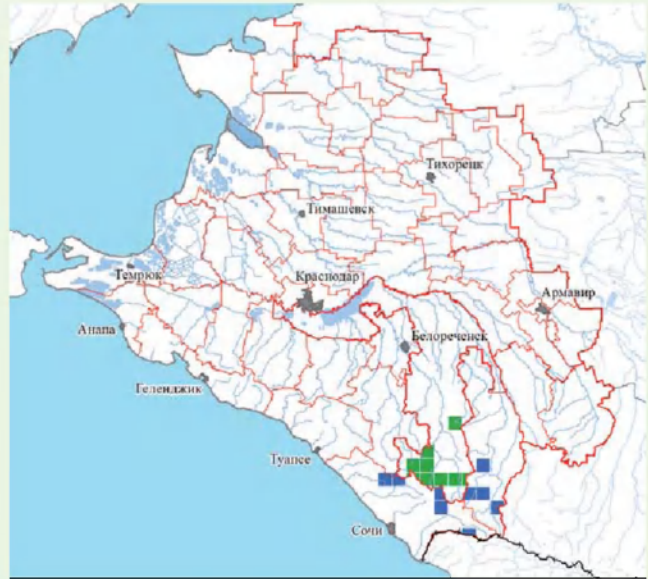 Тихорецк
Тимашевск
Темрюк
Краснодар
Армавир
Анапа
Белореченск
Геленджик
Туапсе
Сочи